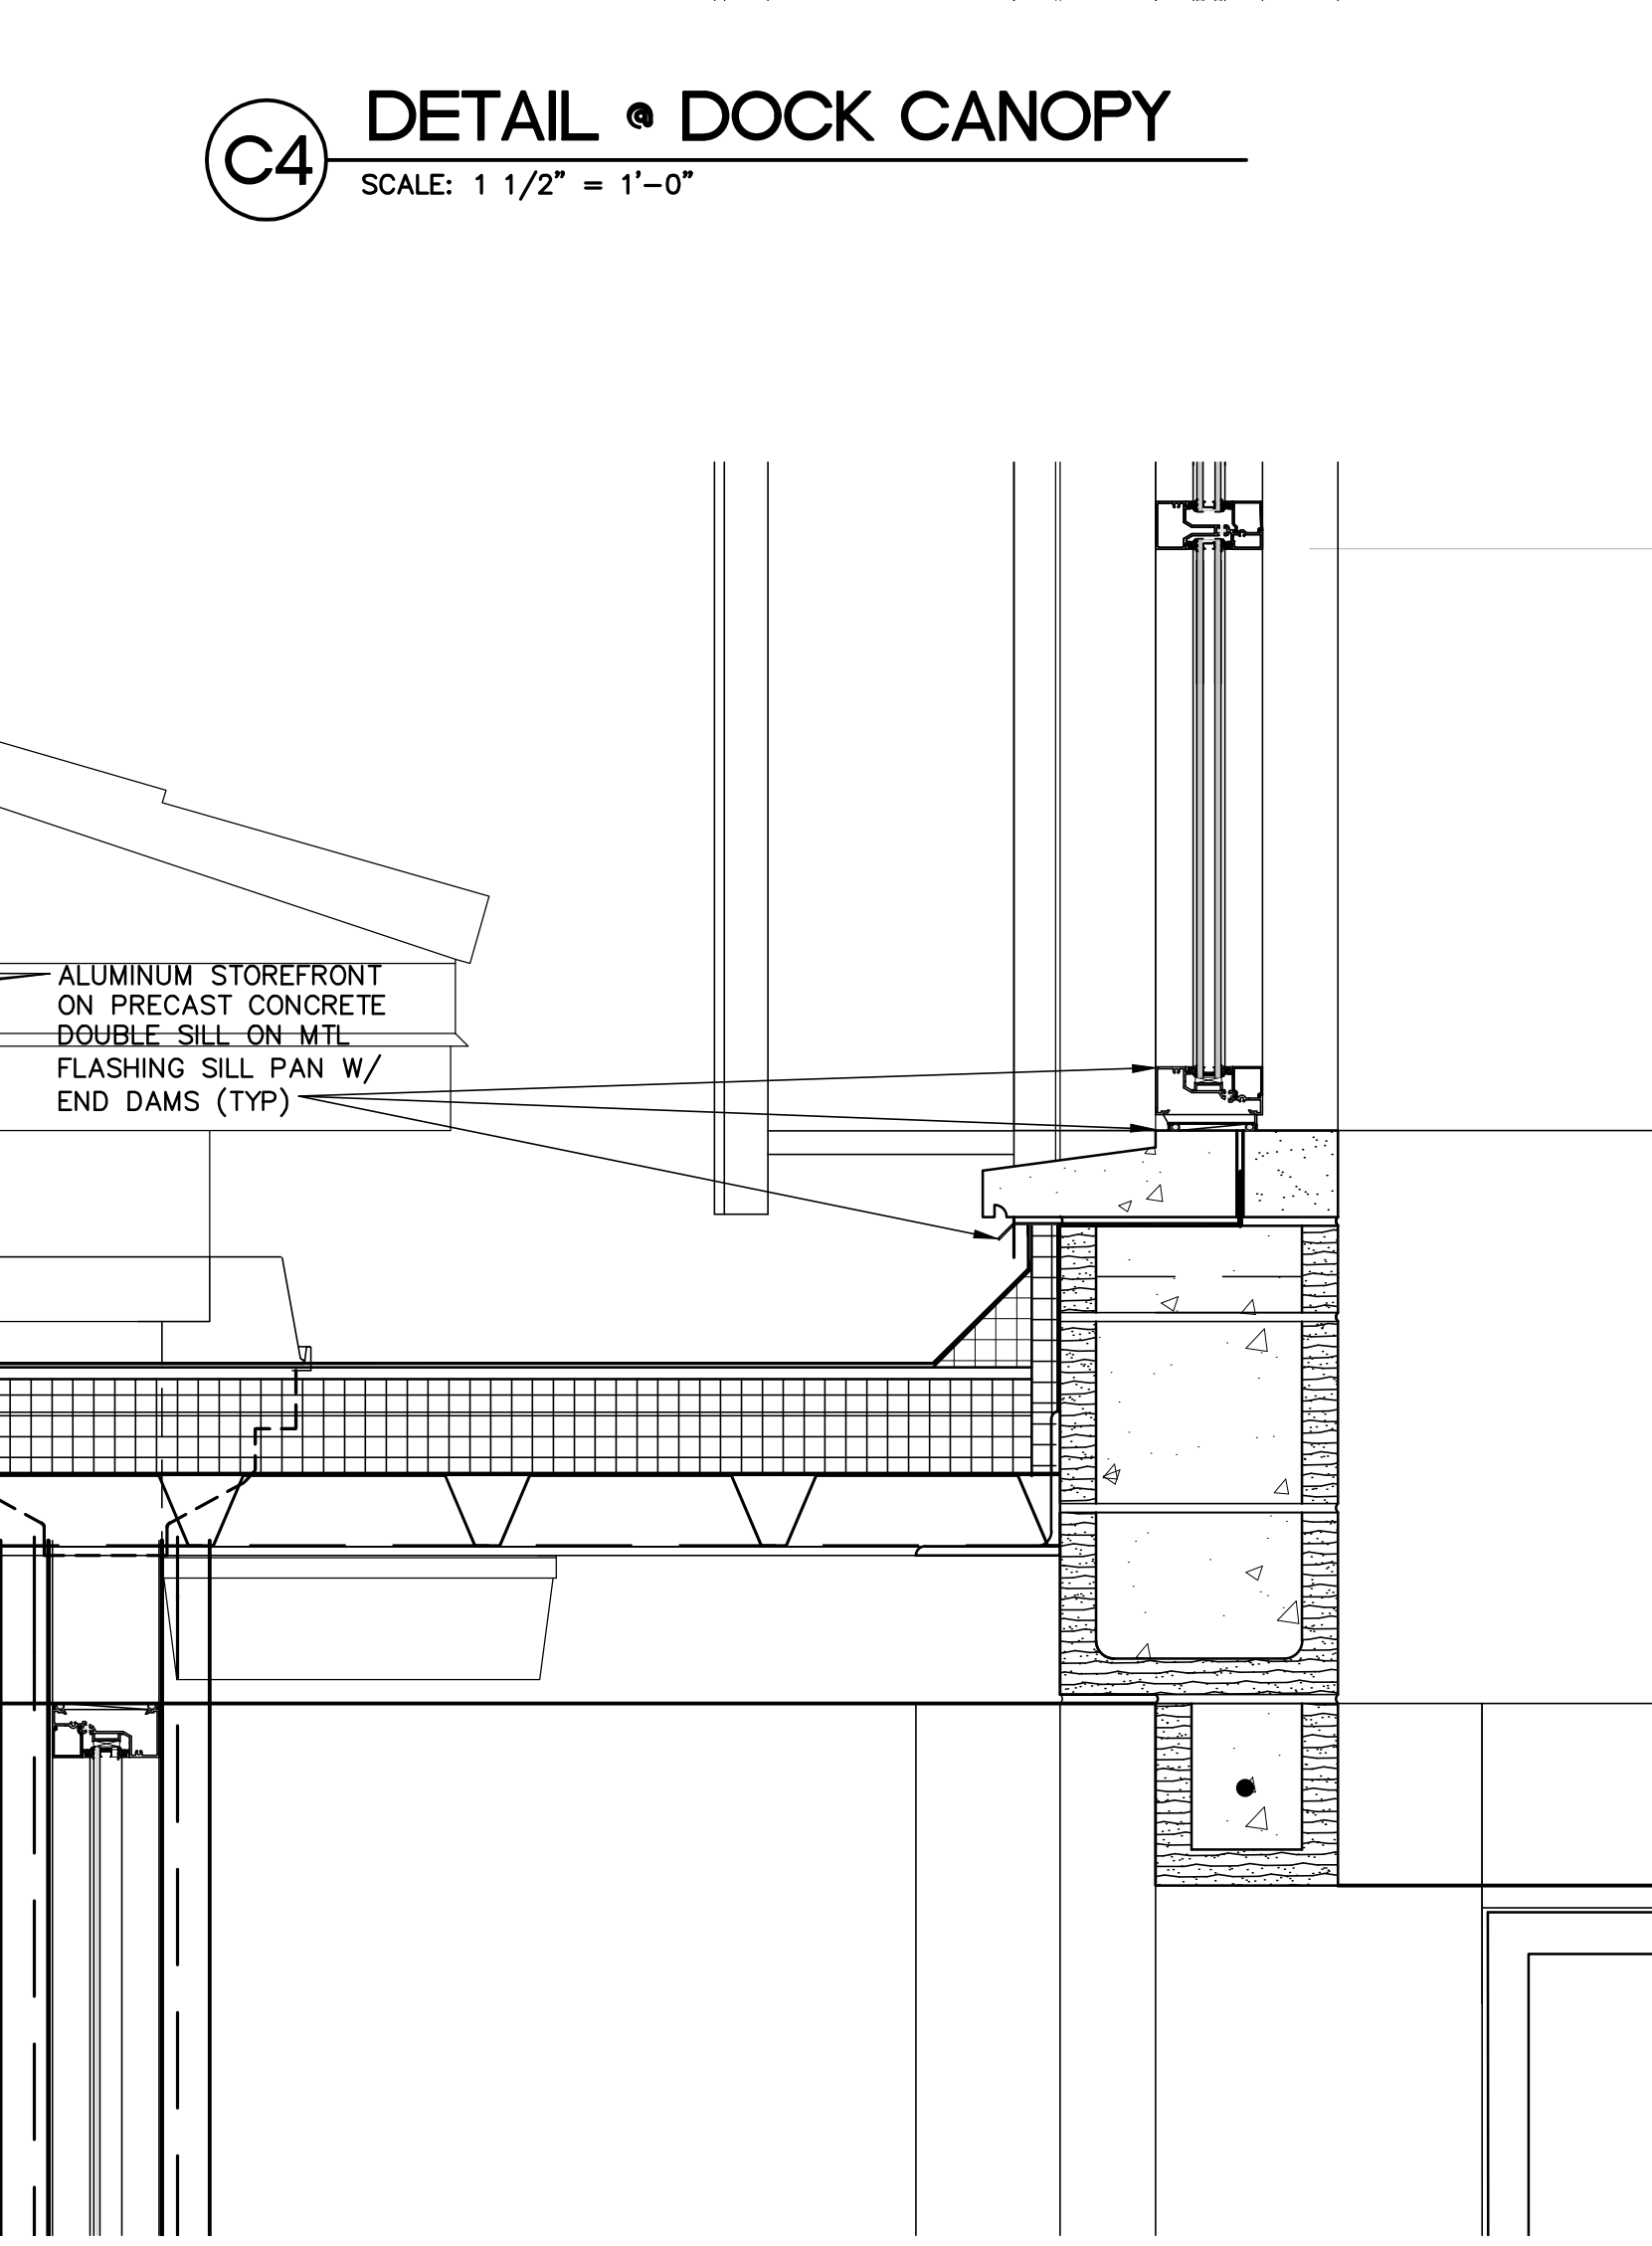 C4
DETAIL @ DOCK CANOPY
SCALE: 1 1/2" = 1'-0"
ALUMINUM STOREFRONT
ON PRECAST CONCRETE
DOUBLE SILL ON MTL
FLASHING SILL PAN W/
END DAMS (TYP)